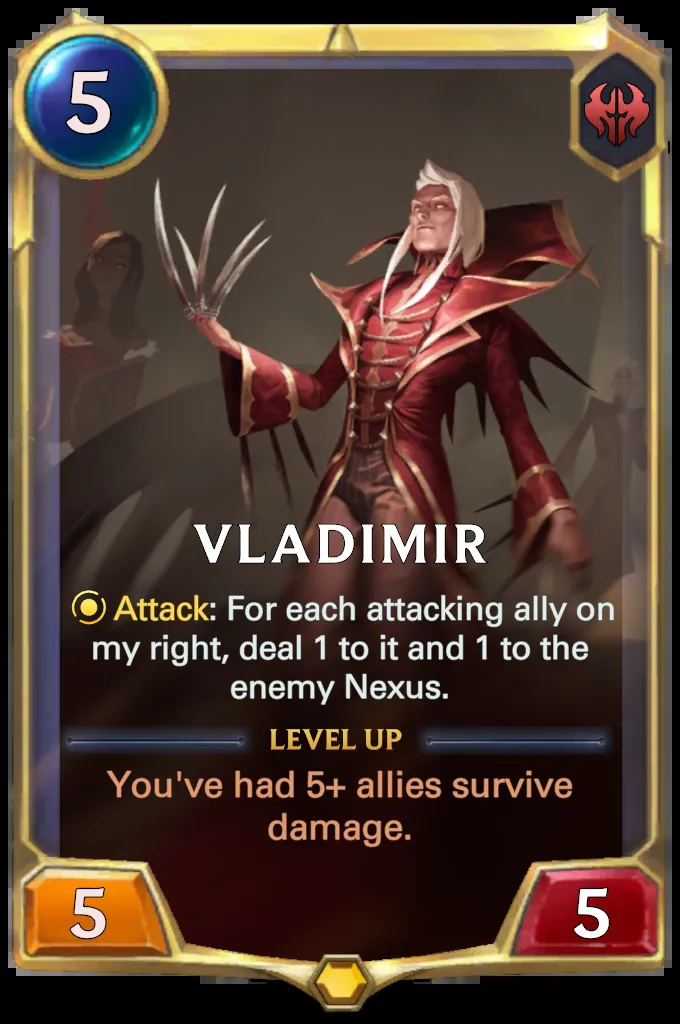 5
VLADIMIR
Attack: For each attacking ally on
my right, deal 1 to it and 1 to the
enemy Nexus.
LEVEL UP
You've had 5+ allies survive
damage.
5
5